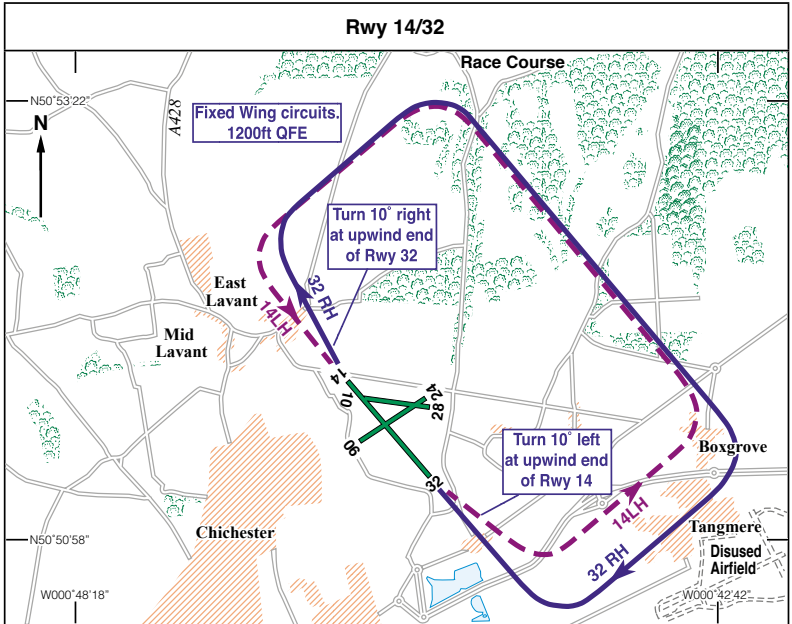 Rwy 14/32
Race Course
N50°53'22"
A428
Fixed Wing circuits.
1200ft QFE
N
Turn 10° right
at upwind end
of Rwy 32
East
Lavant
32 RH
14LH
Mid
Lavant
14
10
24
28
06
32
Turn 10° left
at upwind end
of Rwy 14
Boxgrove
14LH
Chichester
Tangmere
N50°50'58"
Disused
Airfield
32 RH
W000°48'18"
W000°42'42"